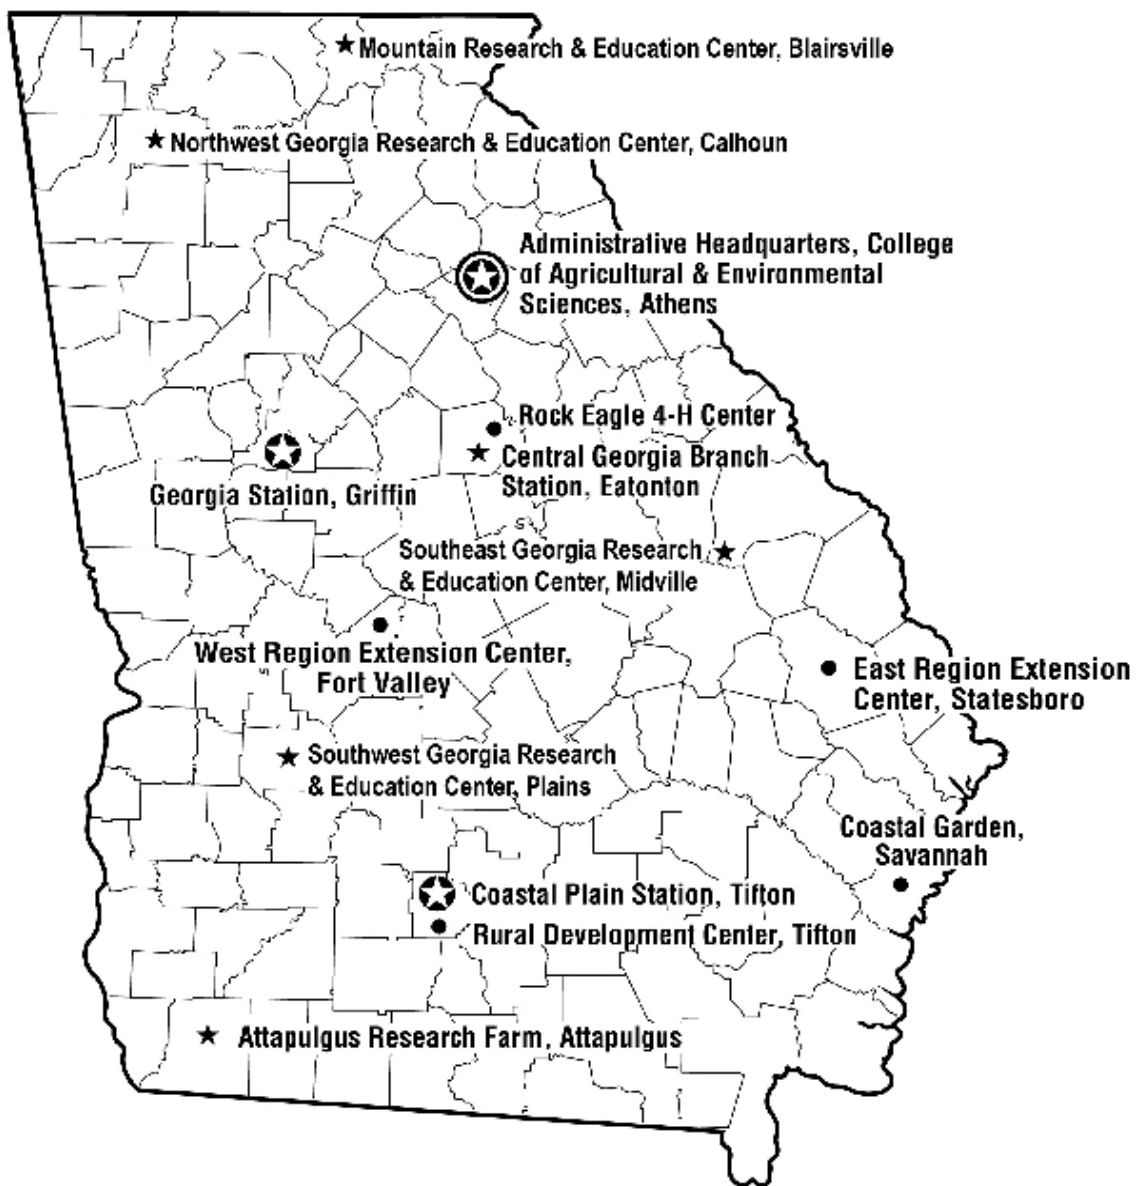 Mountain Research & Education Center, Blairsville
Northwest Georgia Research & Education Center, Calhoun
Administrative Headquarters, College
of Agricultural & Environmental
Sciences, Athens
Rock Eagle 4-H Center
Central Georgia Branch
Station, Eatonton
Georgia Station, Griffin
Southeast Georgia Research
& Education Center, Midville
West Region Extension Center,
Fort Valley
East Region Extension
Center, Statesboro
Southwest Georgia Research
& Education Center, Plains
Coastal Garden,
Savannah
Coastal Plain Station, Tifton
Rural Development Center, Tifton
Attapulgus Research Farm, Attapulgus